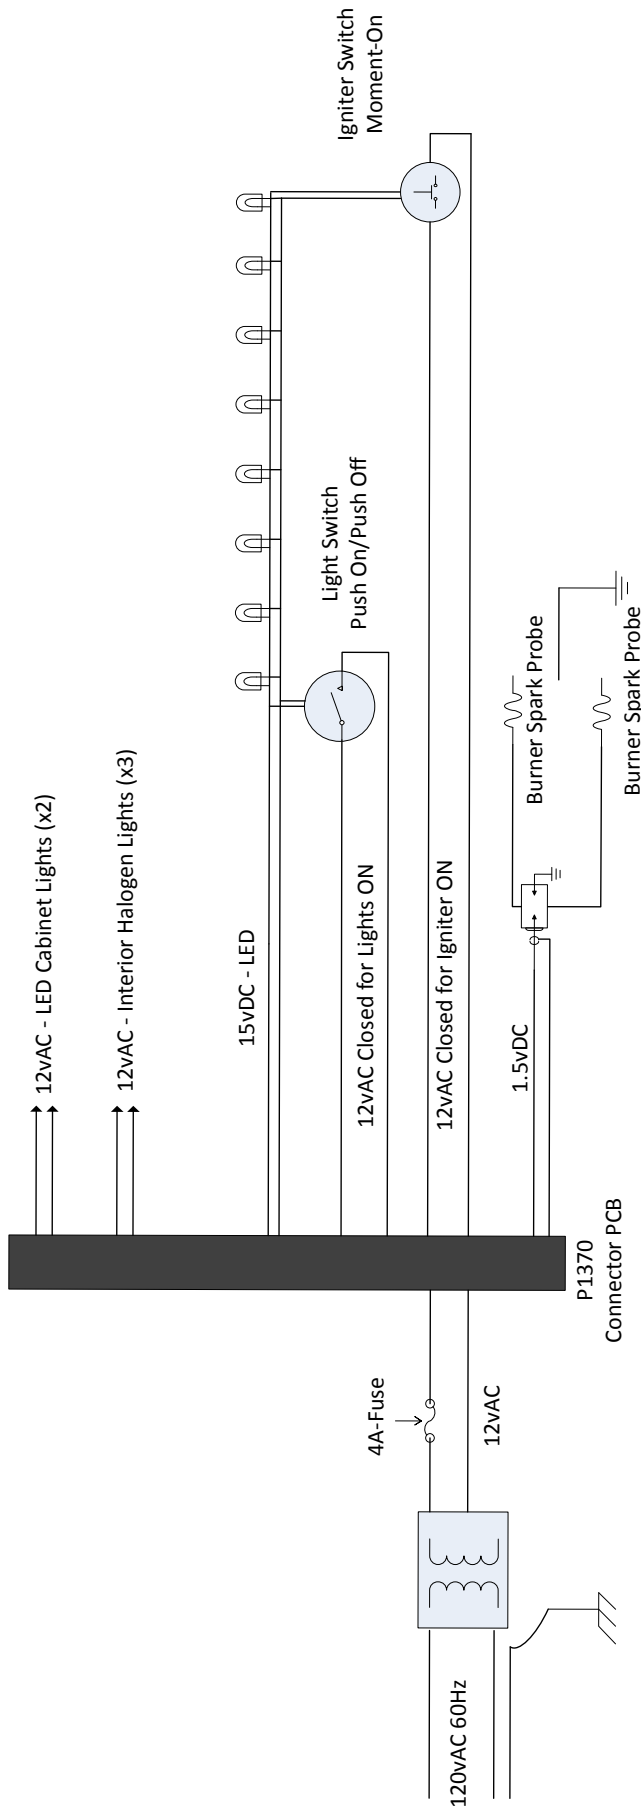 12vAC - LED Cabinet Lights (x2)
12vAC - Interior Halogen Lights (x3)
15vDC - LED
Igniter Switch
Moment-On
Light Switch
Push On/Push Off
12vAC Closed for Lights ON
12vAC Closed for Igniter ON
1.5vDC
Burner Spark Probe
Burner Spark Probe
P1370
Connector PCB
4A-Fuse
12vAC
120vAC 60Hz